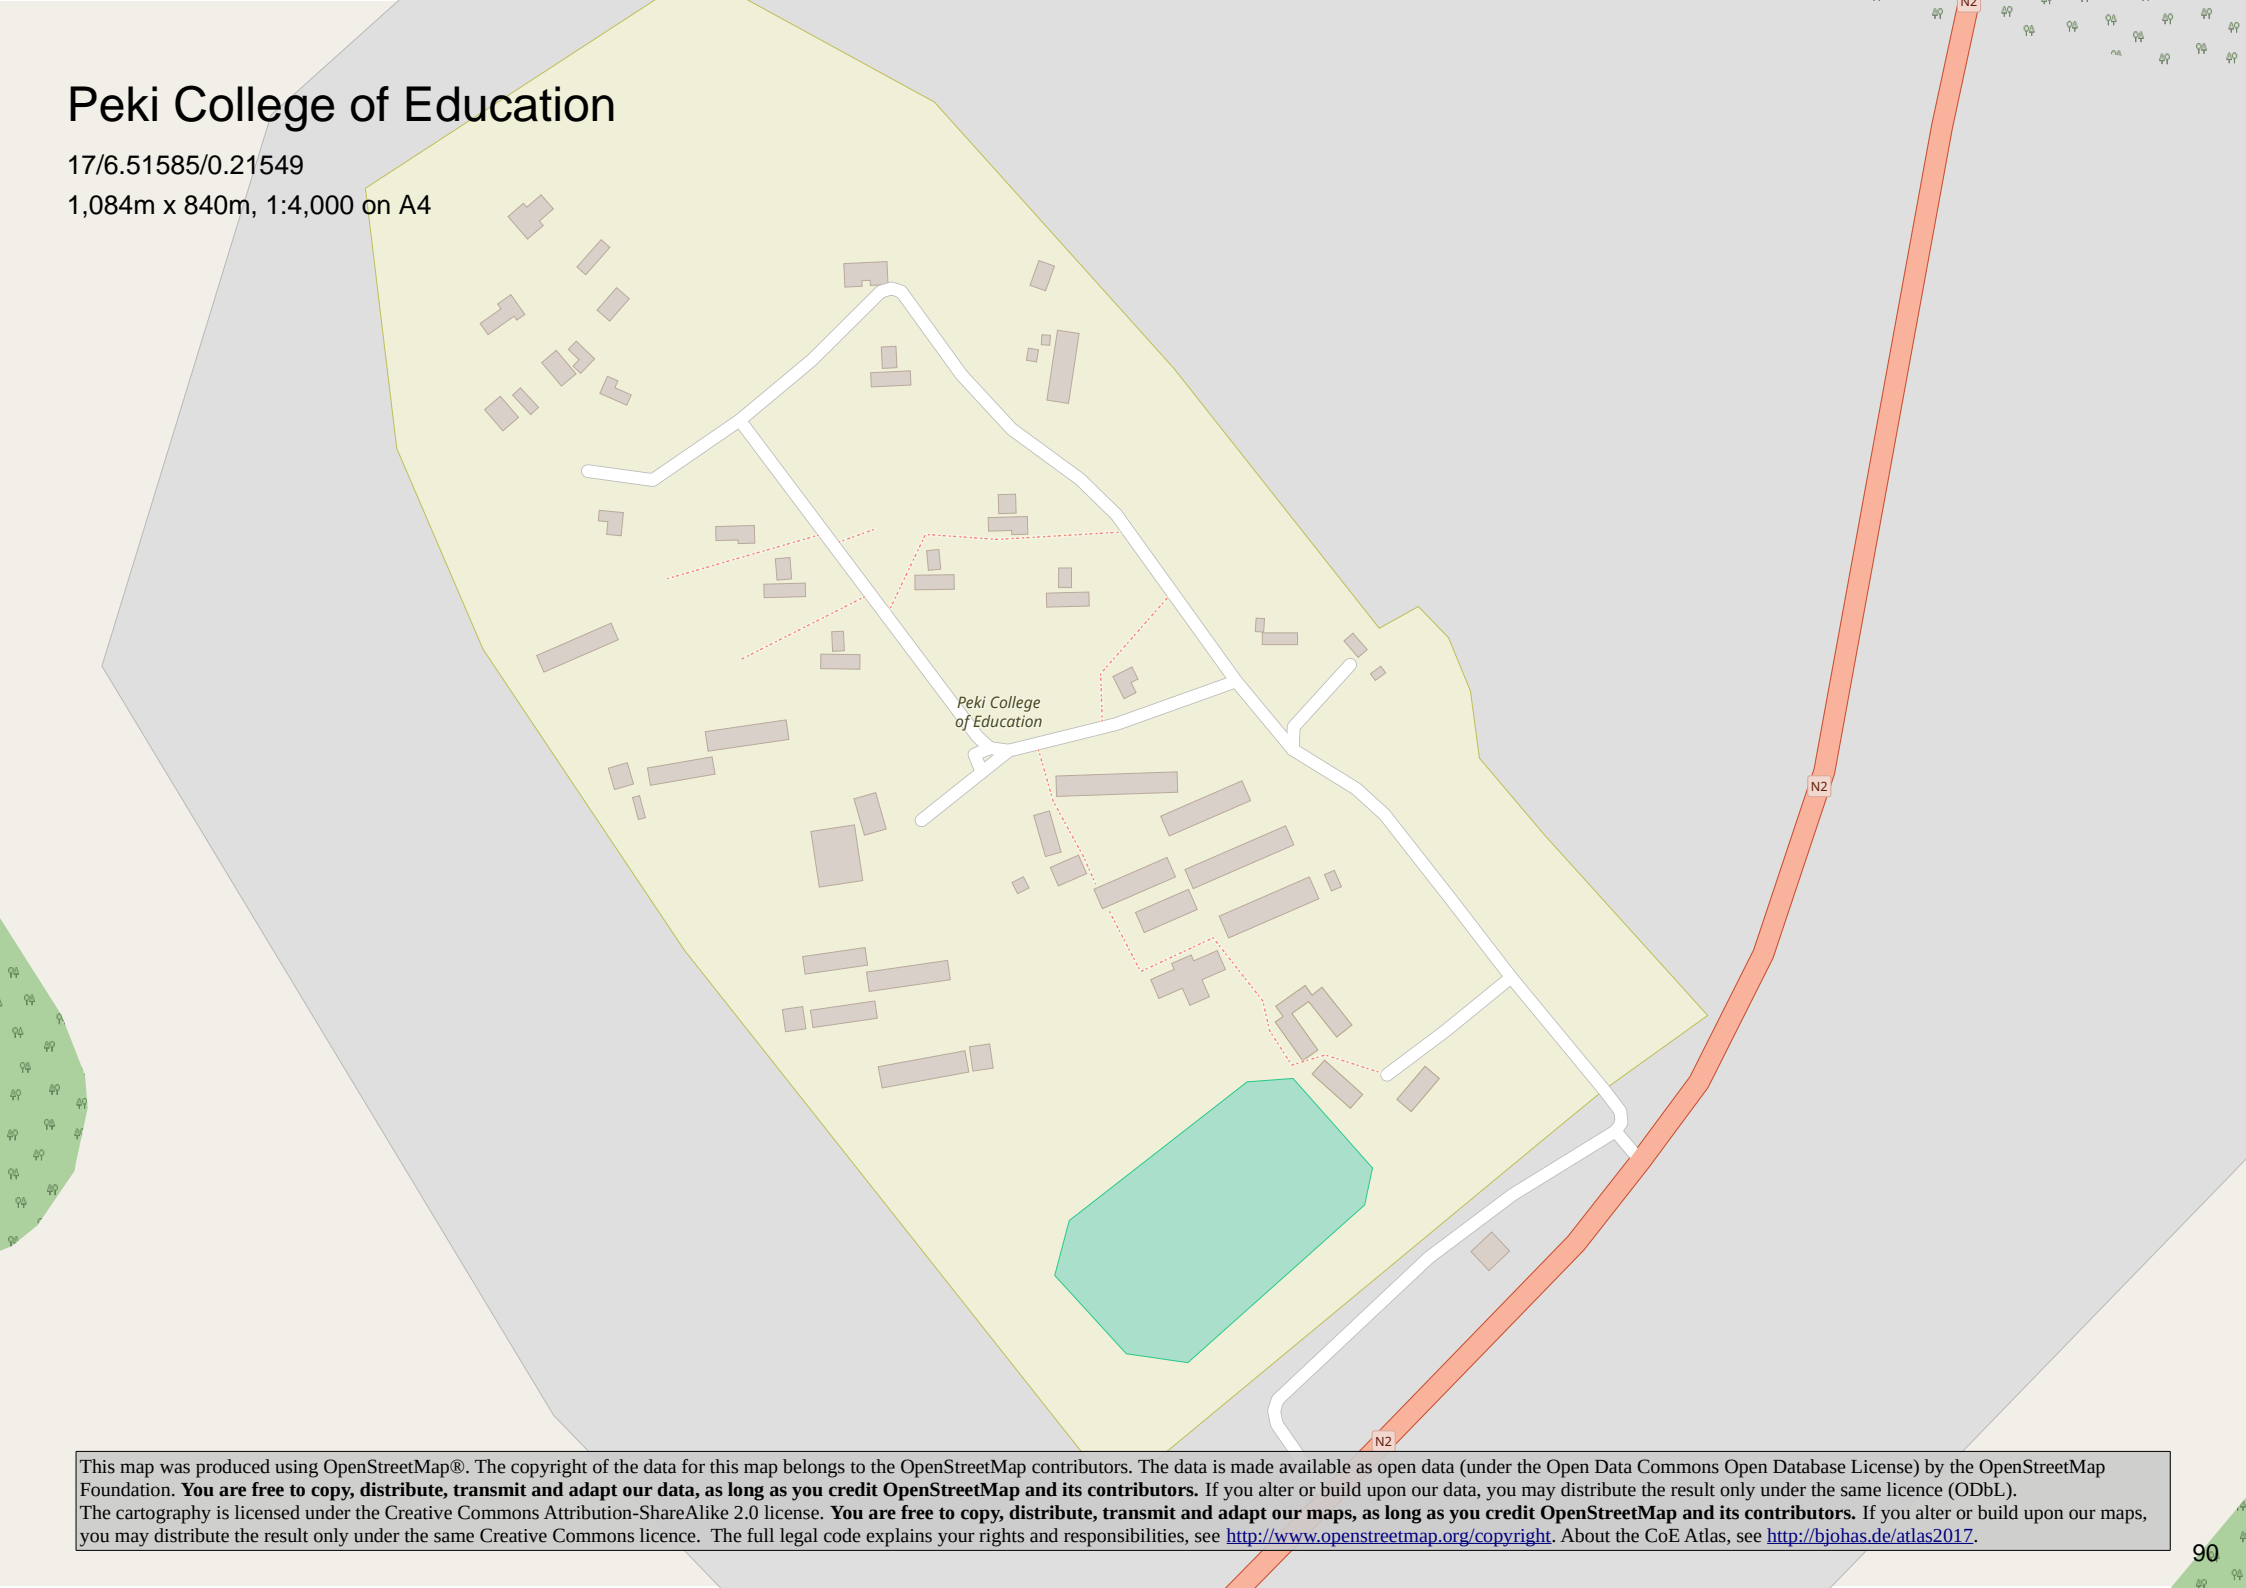 N2
Peki College of Education
17/6.51585/0.21549
1,084m x 840m, 1:4,000 on A4
Peki College
of Education
N2
N2
This map was produced using OpenStreetMap®. The copyright of the data for this map belongs to the OpenStreetMap contributors. The data is made available as open data (under the Open Data Commons Open Database License) by the OpenStreetMap
Foundation. You are free to copy, distribute, transmit and adapt our data, as long as you credit OpenStreetMap and its contributors. If you alter or build upon our data, you may distribute the result only under the same licence (ODbL).
The cartography is licensed under the Creative Commons Attribution-ShareAlike 2.0 license. You are free to copy, distribute, transmit and adapt our maps, as long as you credit OpenStreetMap and its contributors. If you alter or build upon our maps,
you may distribute the result only under the same Creative Commons licence.  The full legal code explains your rights and responsibilities, see http://www.openstreetmap.org/copyright. About the CoE Atlas, see http://bjohas.de/atlas2017.
90